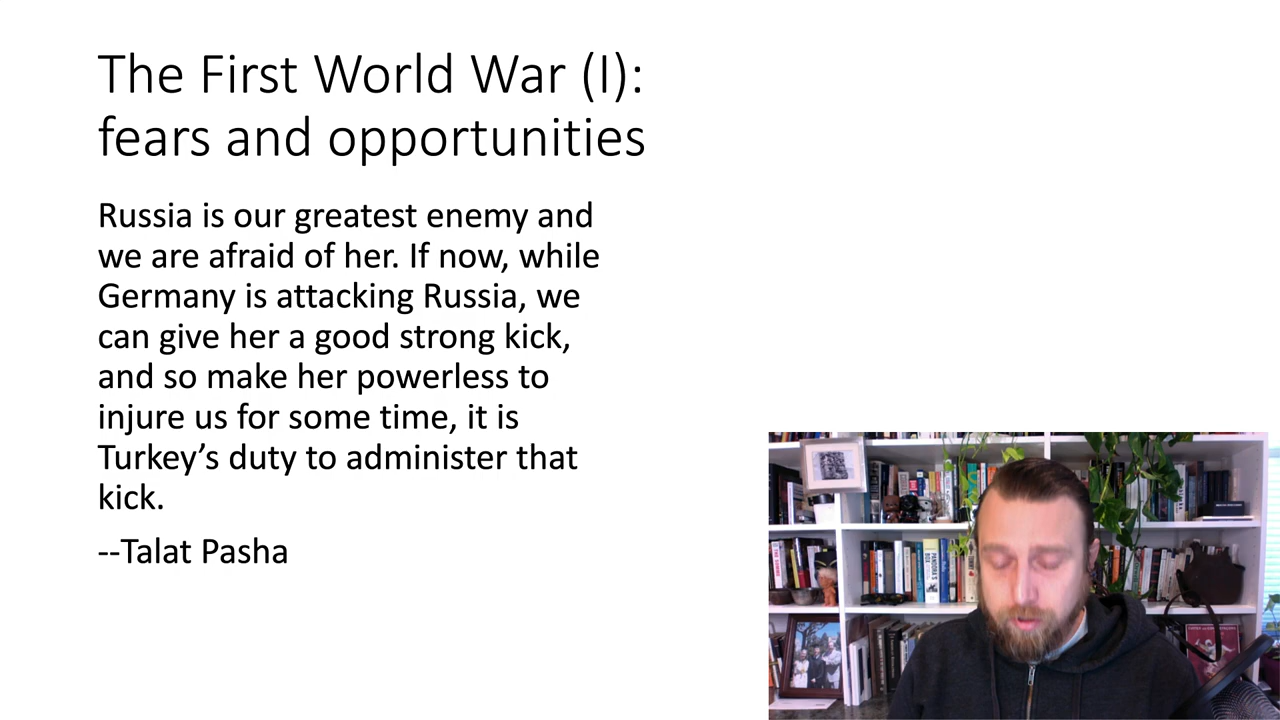 The First World War (I):
fears and opportunities
Russia is our greatest enemy and
we are afraid of her. If now, while
Germany is attacking Russia, we
can give her a good strong kick,
and so make her powerless to
injure us for some time, it is
Turkey’s duty to administer that
kick.
--Talat Pasha
PANDORA'S
BOX